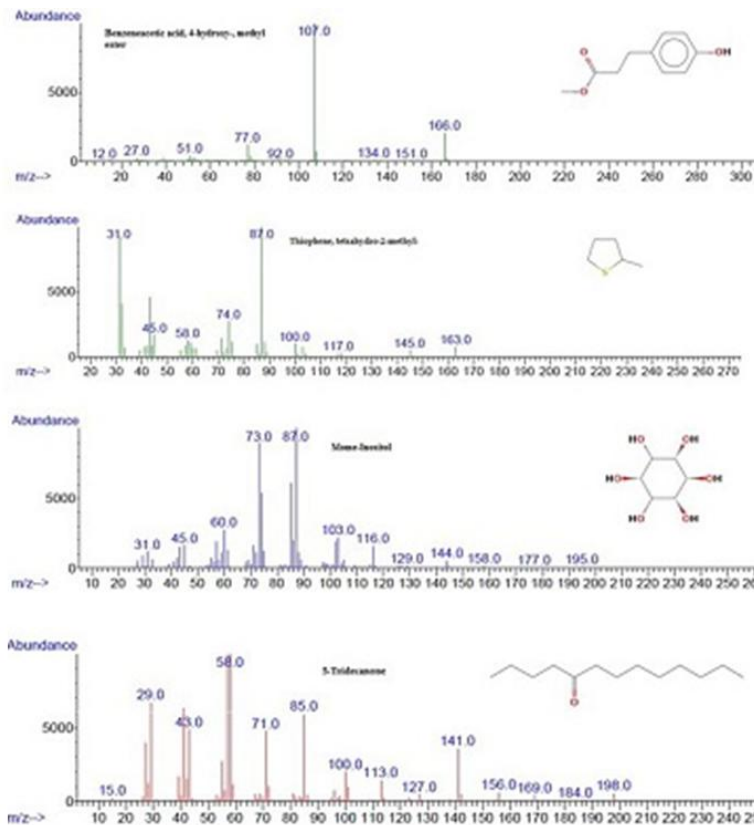 Abundance
Benzeneacetic acid, 4-hydroxy-, methyl
ester
107.0
OH
O
O
5000
166.0
77.0
12.0 27.0 51.0 92.0 134.0 151.0
0
m/z--> 20 40 60 80 100 120 140 160 180 200 220 240 260 280 300
Abundance
31.0 87.0
Thiophene, tetrahydro-2-methyl-
S
5000
74.0
45.0 58.0
100.0 117.0 145.0 163.0
0
20 30 40 50 60 70 80 90 100 110 120 130 140 150 160 170 180 190 200 210 220 230 240 250 260 270
m/z-->
Abundance
73.0 87.0
Mome-Inositol
HO OH
HO OH
HO OH
5000
60.0
31.0 45.0 103.0 116.0
129.0 144.0 158.0 177.0 195.0
0
m/z--> 10 20 30 40 50 60 70 80 90 100 110 120 130 140 150 160 170 180 190 200 210 220 230 240 250 26
Abundance
58.0
5-Tridecanone
O
29.0
43.0 71.0 85.0
5000
141.0
100.0 113.0
15.0 127.0 156.0 169.0 184.0 198.0
0
m/z--> 10 20 30 40 50 60 70 80 90 100 110 120 130 140 150 160 170 180 190 200 210 220 230 240 250